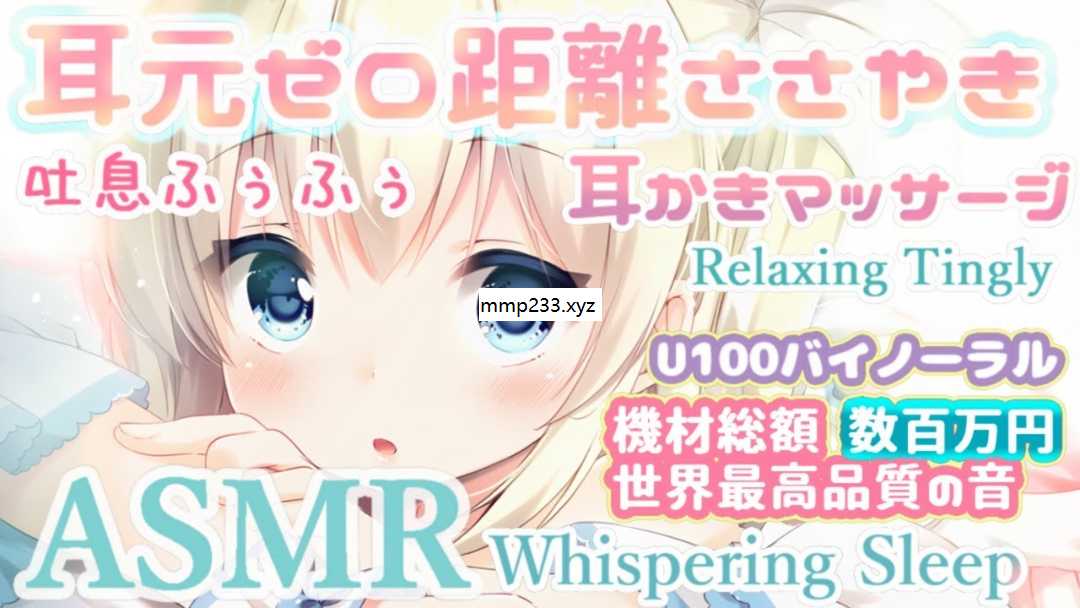 耳元ゼロ距離ささやき
吐息ふぅふぅ
耳かきマッサージ
Relaxing Tingly
mmp233.xyz
U100バイノーラル
機材総額 数百万円
世界最高品質の音
ASMR Whispering Sleep